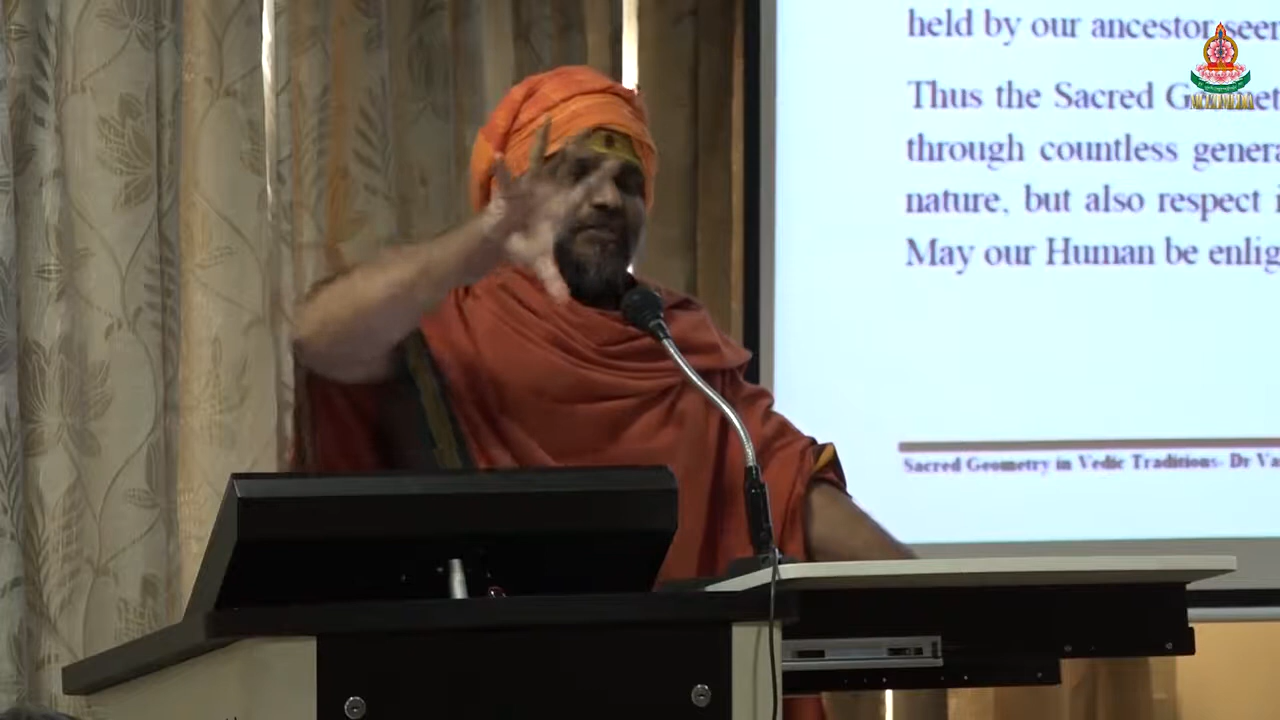 held by our ancestor seer
Thus the Sacred
through countless
nature, but also respect
May our Human be
Sacred Geometry in Vedic Traditions- Dr